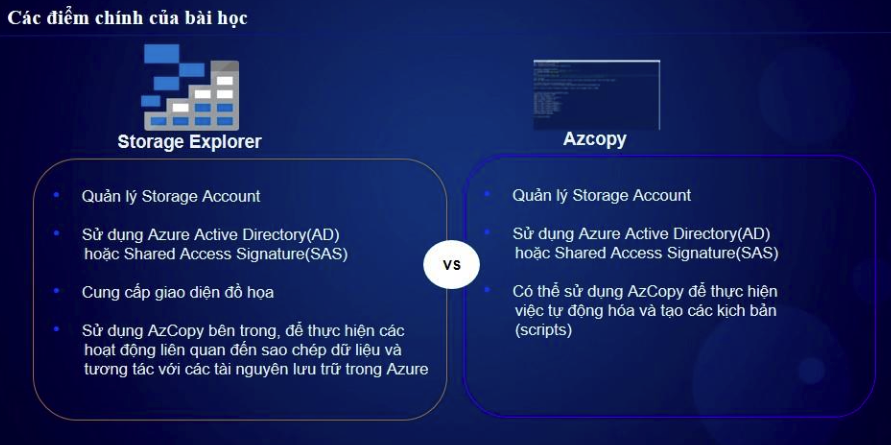 Các điểm chính của bài học
Storage Explorer
Quản lý Storage Account
Sử dụng Azure Active Directory(AD)
hoặc Shared Access Signature(SAS)
Cung cấp giao diện đồ họa
Sử dụng AzCopy bên trong, để thực hiện các
hoạt động liên quan đến sao chép dữ liệu và
tương tác với các tài nguyên lưu trữ trong Azure
vs
Azcopy
Quản lý Storage Account
Sử dụng Azure Active Directory(AD)
hoặc Shared Access Signature(SAS)
Có thể sử dụng AzCopy để thực hiện
việc tự động hóa và tạo các kịch bản
(scripts)